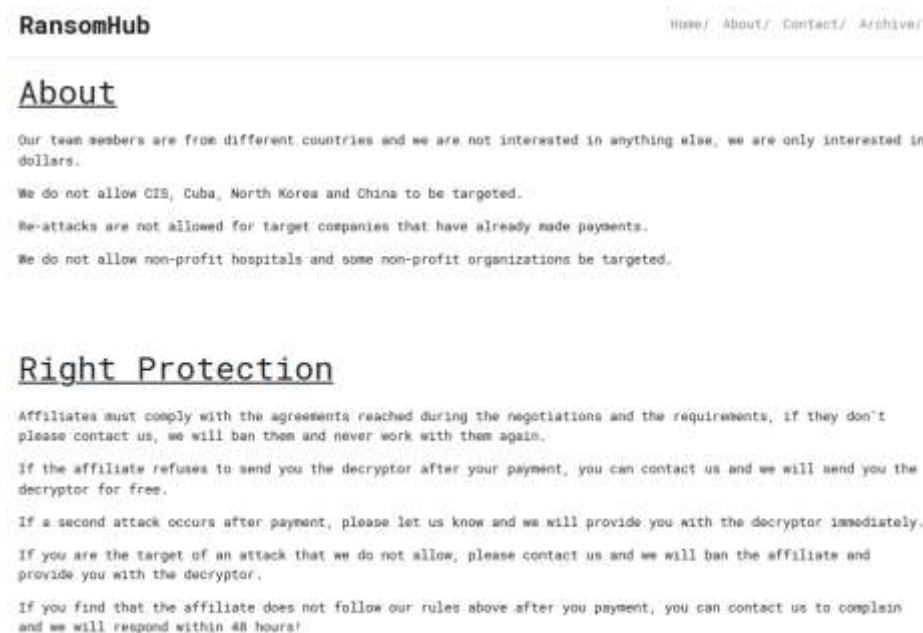 RansomHub
Home/ About/ Contact/ Archive/
About
Our team members are from different countries and we are not interested in anything else, we are only interested in
dollars.
We do not allow CIS, Cuba, North Korea and China to be targeted.
Re-attacks are not allowed for target companies that have already made payments.
We do not allow non-profit hospitals and some non-profit organizations be targeted.
Right Protection
Affiliates must comply with the agreements reached during the negotiations and the requirements, if they don't
please contact us, we will ban them and never work with them again.
If the affiliate refuses to send you the decryptor after your payment, you can contact us and we will send you the
decryptor for free.
If a second attack occurs after payment, please let us know and we will provide you with the decryptor immediately.
If you are the target of an attack that we do not allow, please contact us and we will ban the affiliate and
provide you with the decryptor.
If you find that the affiliate does not follow our rules above after you payment, you can contact us to complain
and we will respond within 48 hours!